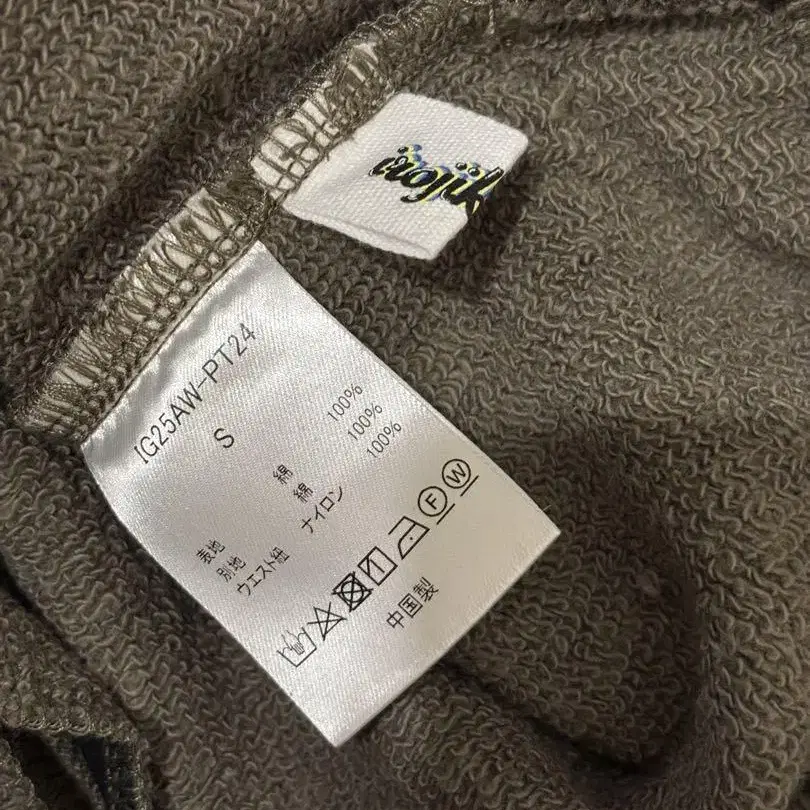 IG25AW-PT24
S
表地 綿 100%
別地 綿 100%
ウエスト紐 ナイロン 100%
F W
中国製